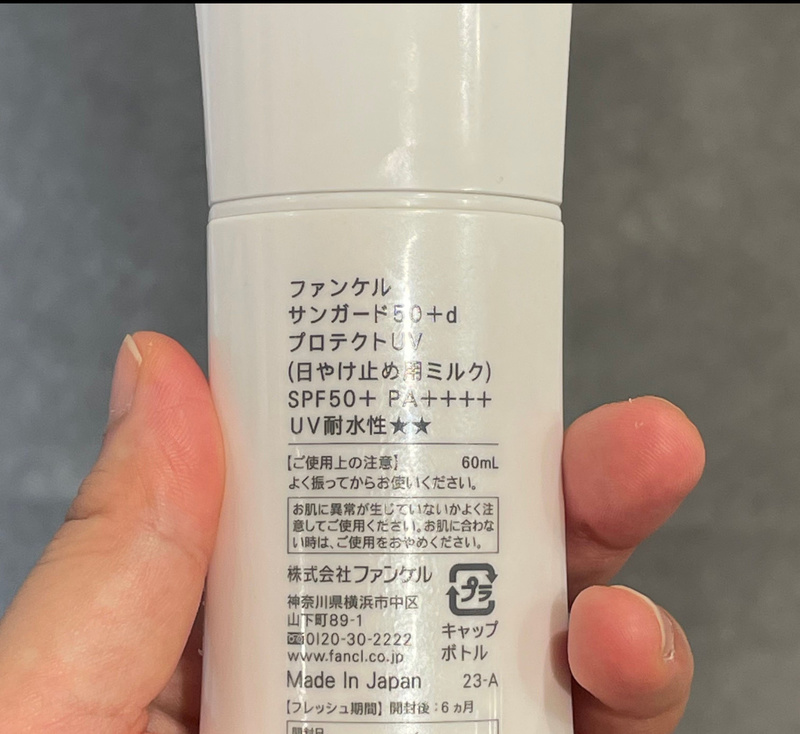 ファンケル
サンガード50+d
プロテクトUV
(日やけ止め用ミルク)
SPF50+ PA++++
UV耐水性★★
【ご使用上の注意】 60mL
よく振ってからお使いください。
お肌に異常が生じていないかよく注
意してご使用ください。お肌に合わな
い時は、ご使用をおやめください。
株式会社ファンケル
神奈川県横浜市中区
山下町89-1
0120-30-2222
www.fancl.co.jp
プラ
キャップ
ボトル
Made In Japan 23-A
【フレッシュ期間】開封後:6ヵ月
開封日